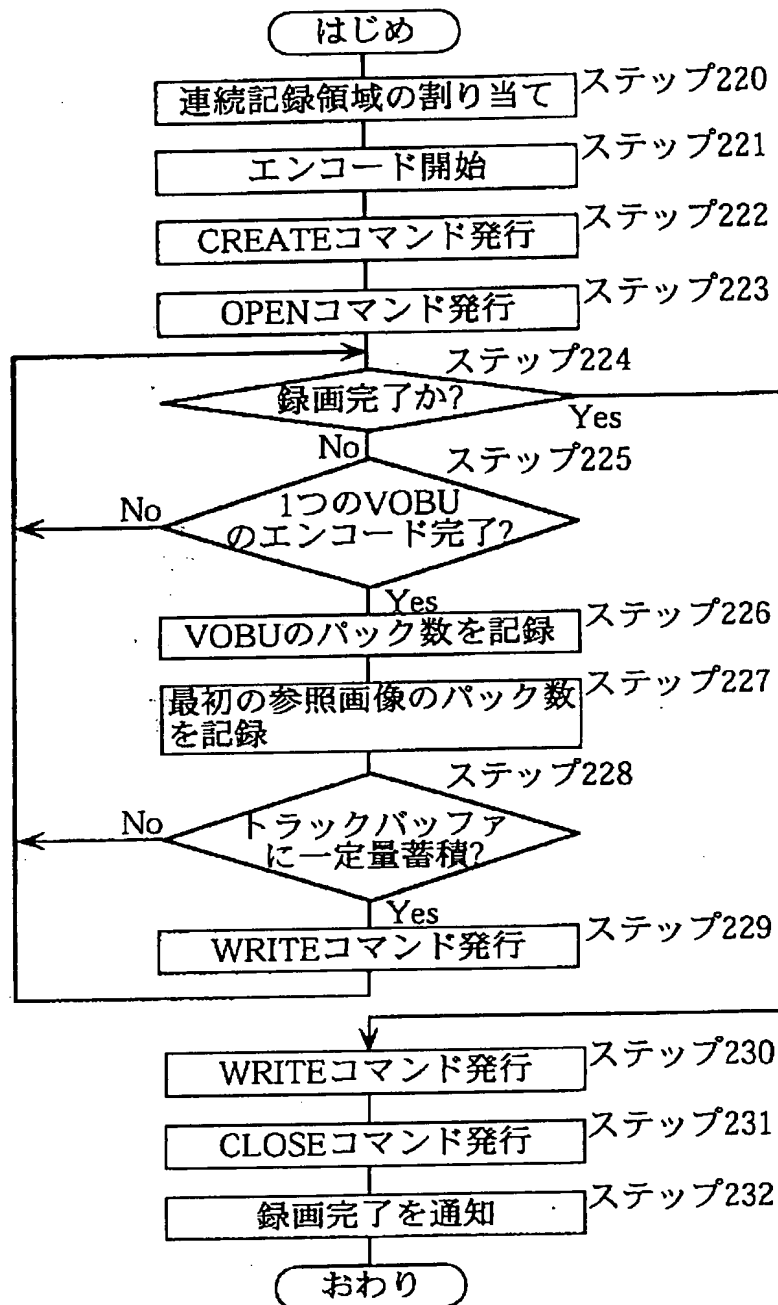 はじめ
連続記録領域の割り当て
ステップ220
エンコード開始
ステップ221
CREATEコマンド発行
ステップ222
OPENコマンド発行
ステップ223
ステップ224
録画完了か?
Yes
No
ステップ225
No
1つのVOBU
のエンコード完了?
Yes
VOBUのパック数を記録
ステップ226
最初の参照画像のパック数
を記録
ステップ227
ステップ228
No
トラックバッファ
に一定量蓄積?
Yes
WRITEコマンド発行
ステップ229
WRITEコマンド発行
ステップ230
CLOSEコマンド発行
ステップ231
録画完了を通知
ステップ232
おわり